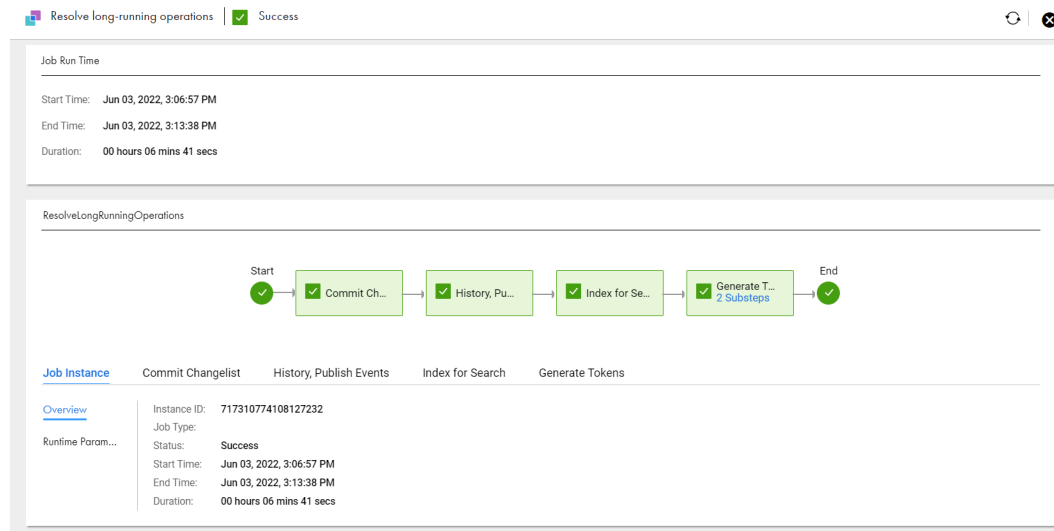 Resolve long-running operations Success
Job Run Time
Start Time: Jun 03, 2022, 3:06:57 PM
End Time: Jun 03, 2022, 3:13:38 PM
Duration: 00 hours 06 mins 41 secs
ResolveLongRunningOperations
Start
End
Commit Ch...
History, Pu...
Index for Se...
Generate T...
2 Substeps
Job Instance Commit Changelist History, Publish Events Index for Search Generate Tokens
Overview
Runtime Param...
Instance ID: 717310774108127232
Job Type:
Status: Success
Start Time: Jun 03, 2022, 3:06:57 PM
End Time: Jun 03, 2022, 3:13:38 PM
Duration: 00 hours 06 mins 41 secs